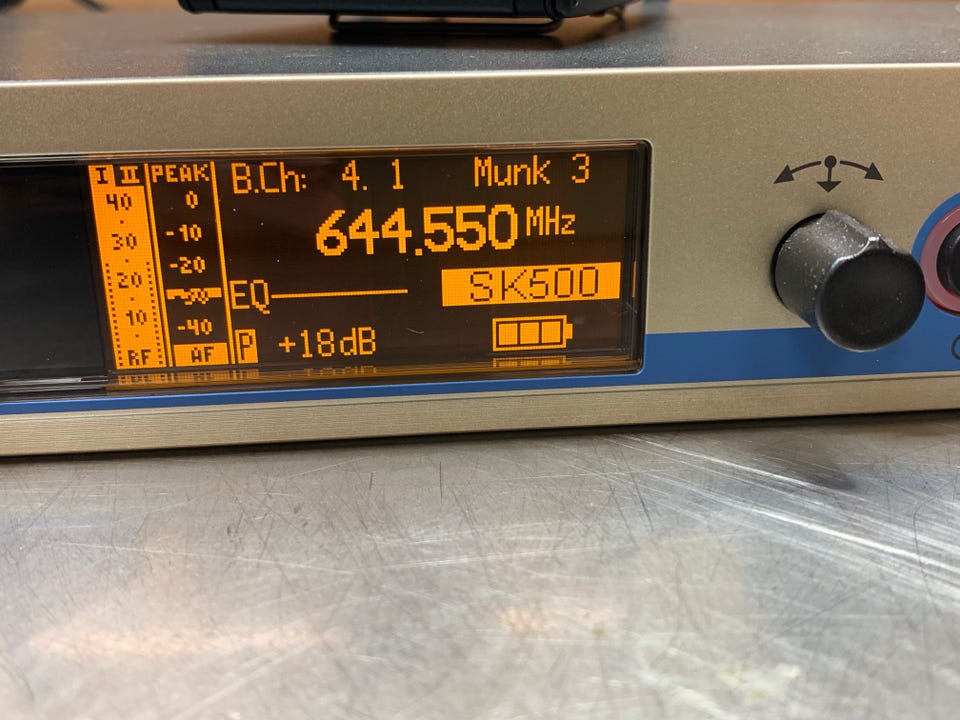 I II PEAK B.Ch: 4. 1 Munk 3
40 0
30 -10 644.550 MHz
20 -20 SK500
-30 EQ
10 -40 P +18dB
RF AF